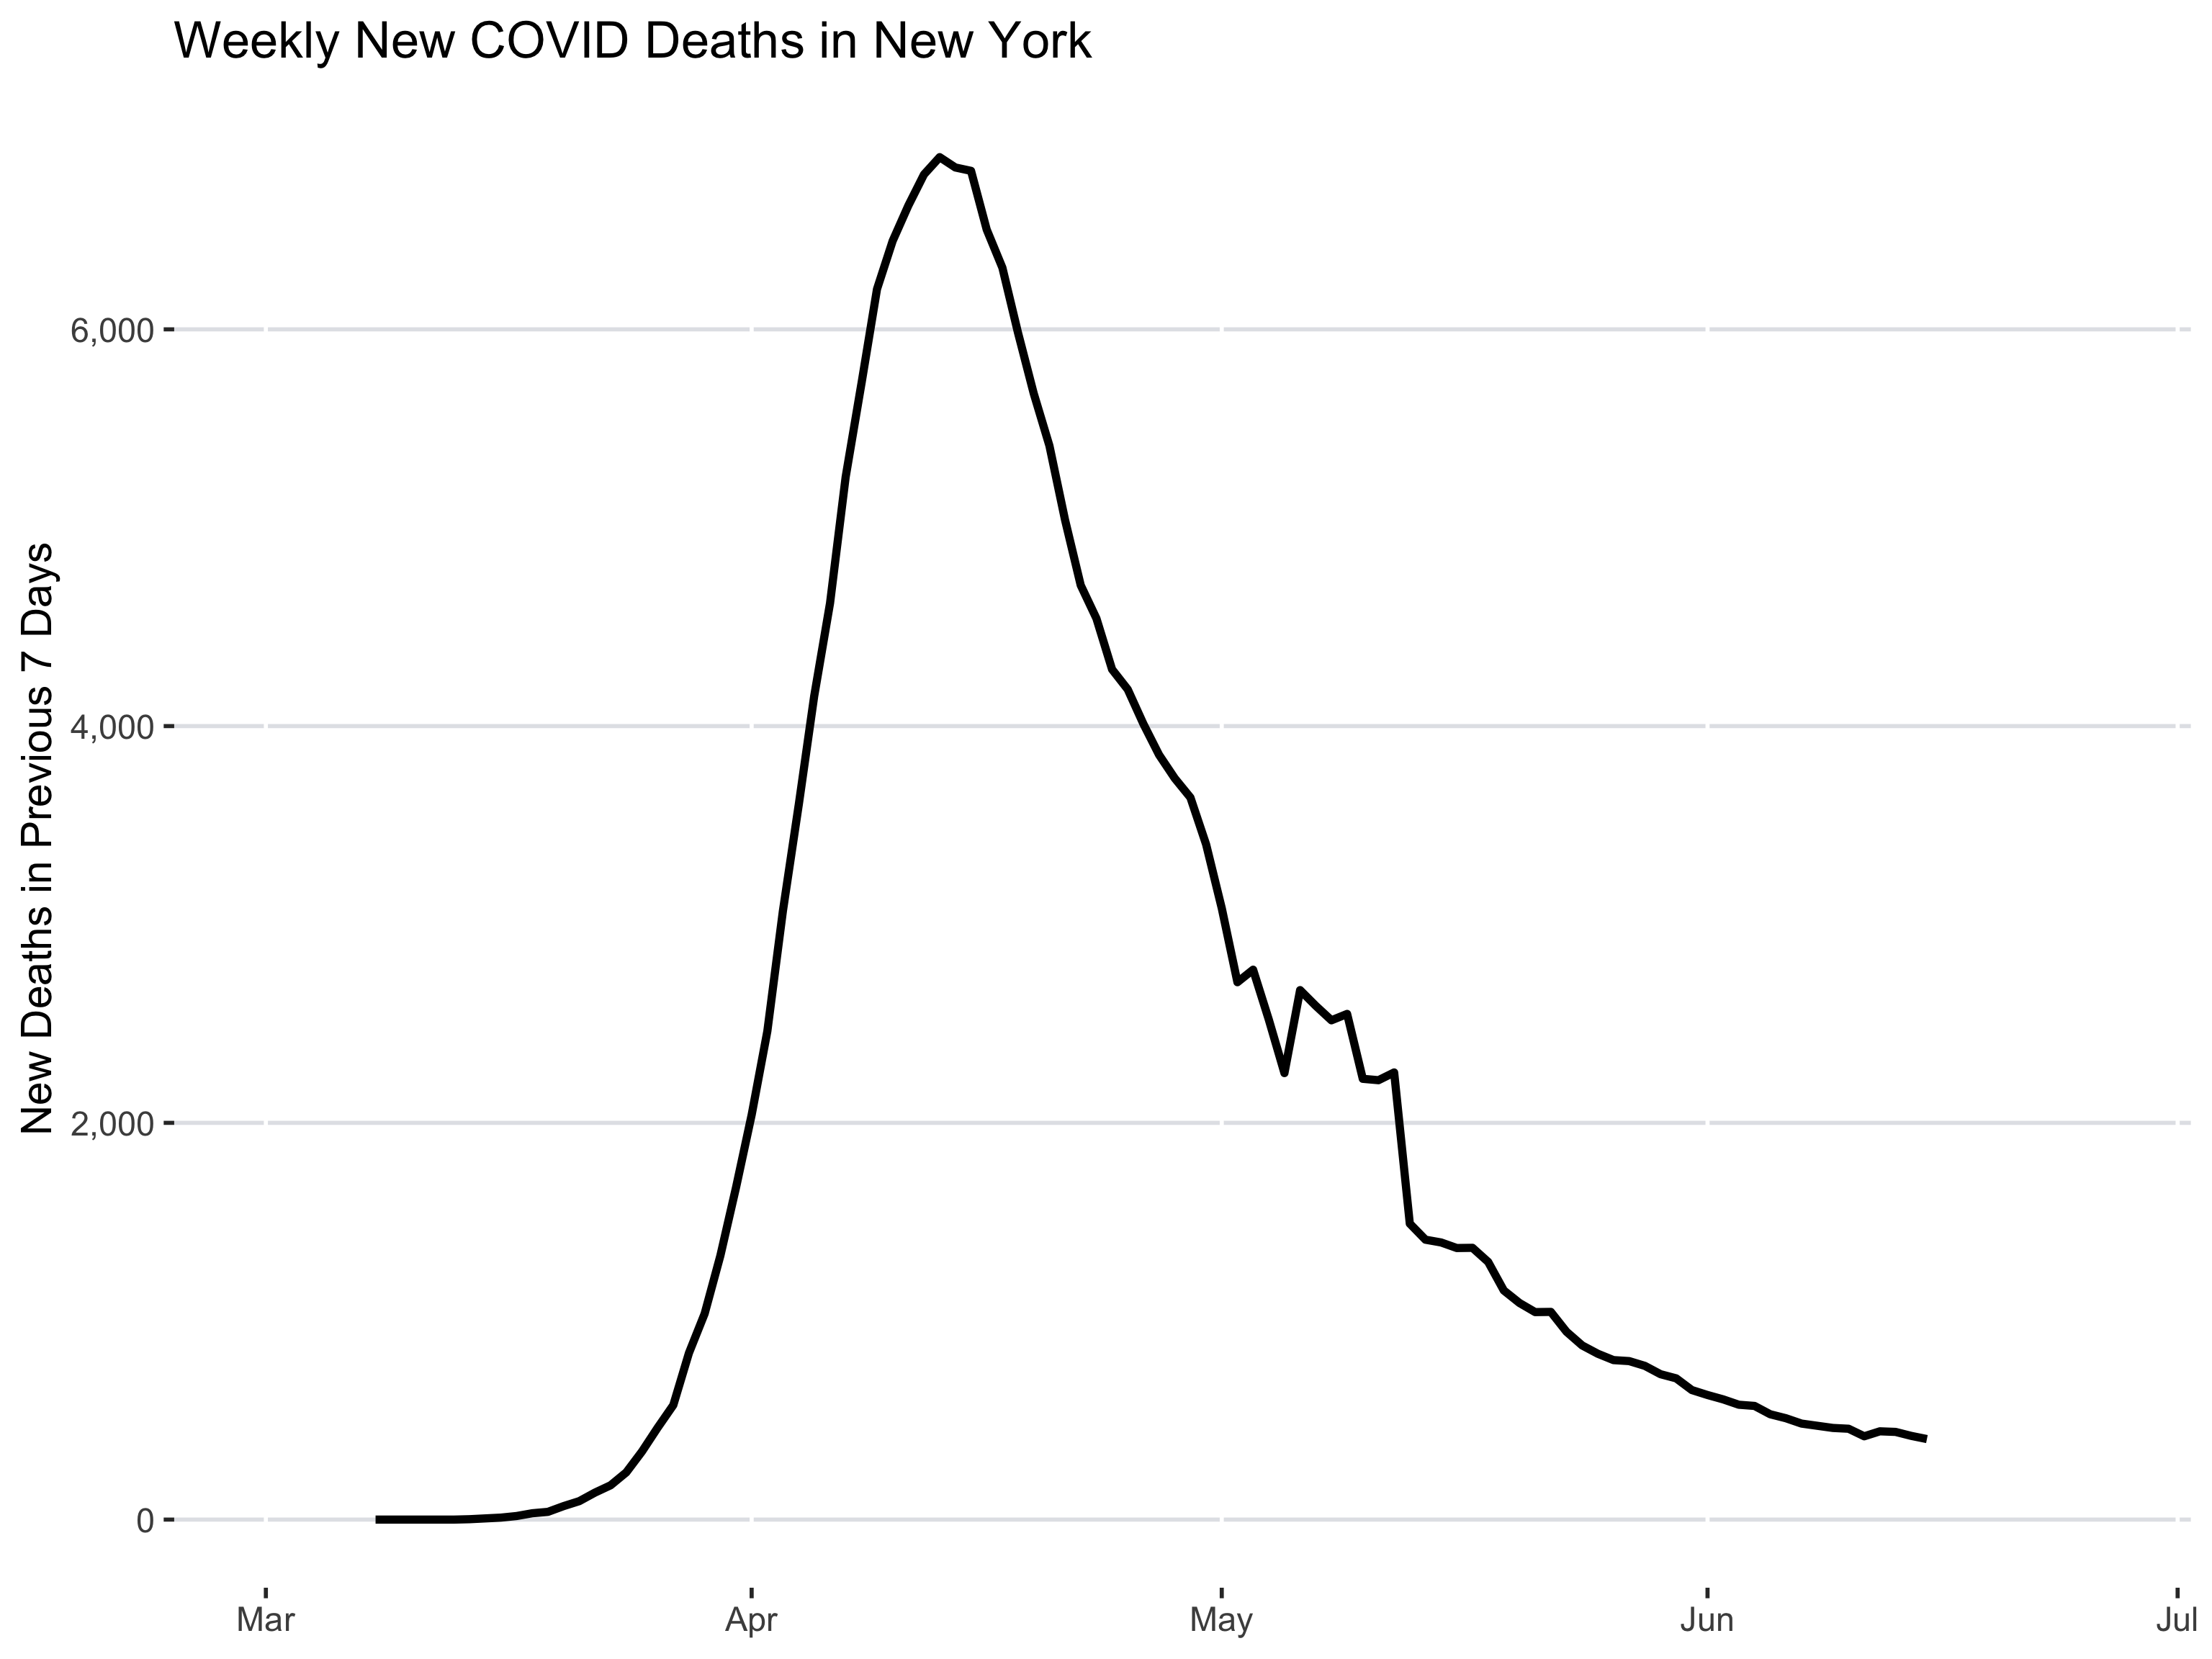 Weekly New COVID Deaths in New York
New Deaths in Previous 7 Days
6,000
4,000
2,000
0
Mar
Apr
May
Jun
Jul